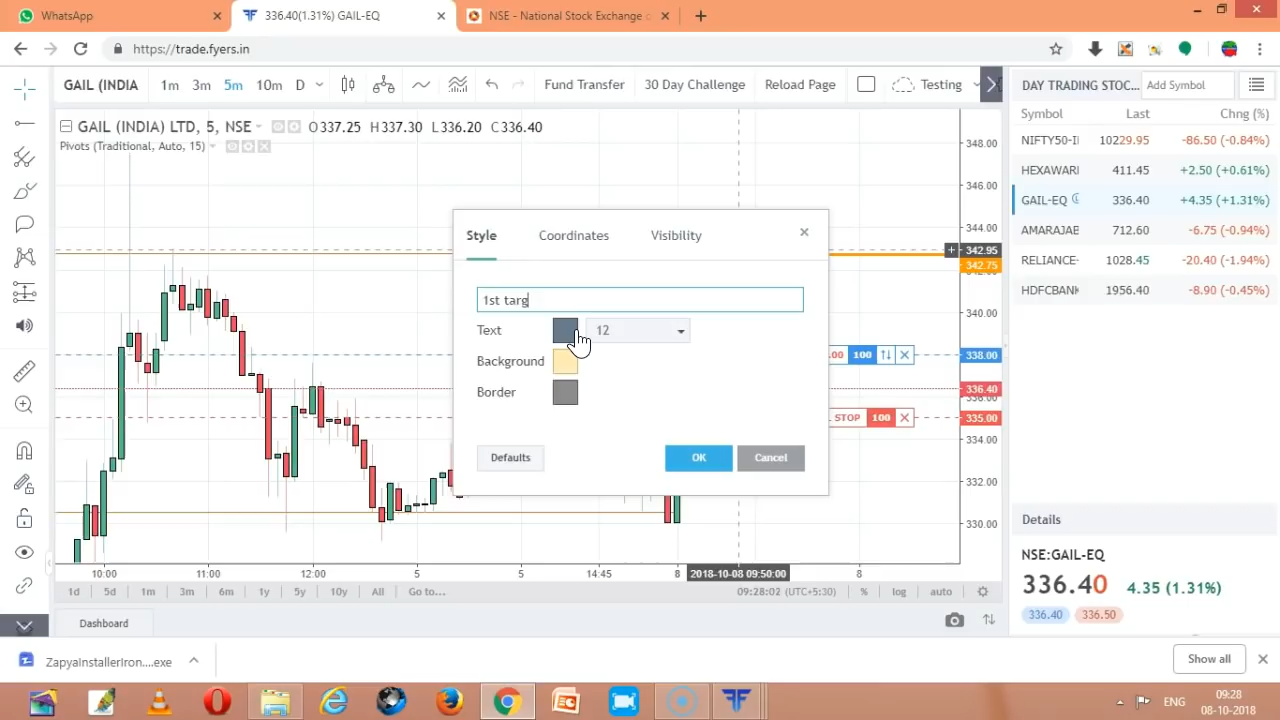 WhatsApp
336.40(1.31%) GAIL-EQ
NSE - National Stock Exchange
https://trade.fyers.in
GAIL (INDIA
1m 3m 5m 10m D
Fund Transfer
30 Day Challenge
Reload Page
Testing
DAY TRADING STOC...
Add Symbol
Symbol Last Chng (%)
NIFTY50-I 10229.95 -86.50 (-0.84%)
HEXAWAR 411.45 +2.50 (+0.61%)
GAIL-EQ 336.40 +4.35 (+1.31%)
AMARAJAB 712.60 -6.75 (-0.94%)
RELIANCE- 1028.45 -20.40 (-1.94%)
HDFCBANK 1956.40 -8.90 (-0.45%)
GAIL (INDIA) LTD, 5, NSE O337.25 H337.30 L336.20 C336.40
Pivots (Traditional, Auto, 15)
348.00
346.00
344.00
342.95
342.75
340.00
338.00
336.40
336.00
335.00
334.00
332.00
330.00
.00 100
STOP 100
Style Coordinates Visibility
1st targ
Text 12
Background
Border
Defaults OK Cancel
10:00 11:00 12:00 5 5 14:45 8 2018-10-08 09:50:00 8
1d 5d 1m 3m 6m 1y 5y 10y All Go to...
09:28:02 (UTC+5:30) % log auto
Dashboard
Details
NSE:GAIL-EQ
336.40 4.35 (1.31%)
336.40 336.50
ZapyaInstallerIron....exe
Show all
ENG
09:28
08-10-2018